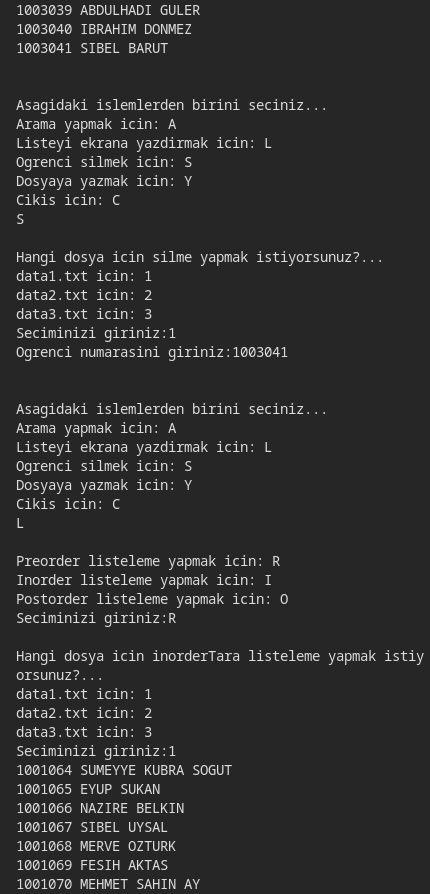 1003039 ABDULHADI GULER
1003040 IBRAHIM DONMEZ
1003041 SIBEL BARUT
Asagidaki islemlerden birini seciniz...
Arama yapmak icin: A
Listeyi ekrana yazdirmak icin: L
Ogrenci silmek icin: S
Dosyaya yazmak icin: Y
Cikis icin: C
S
Hangi dosya icin silme yapmak istiyorsunuz?...
data1.txt icin: 1
data2.txt icin: 2
data3.txt icin: 3
Seciminizi giriniz:1
Ogrenci numarasini giriniz:1003041
Asagidaki islemlerden birini seciniz...
Arama yapmak icin: A
Listeyi ekrana yazdirmak icin: L
Ogrenci silmek icin: S
Dosyaya yazmak icin: Y
Cikis icin: C
L
Preorder listeleme yapmak icin: R
Inorder listeleme yapmak icin: I
Postorder listeleme yapmak icin: O
Seciminizi giriniz:R
Hangi dosya icin inorderTara listeleme yapmak istiy
orsunuz?...
data1.txt icin: 1
data2.txt icin: 2
data3.txt icin: 3
Seciminizi giriniz:1
1001064 SUMEYYE KUBRA SOGUT
1001065 EYUP SUKAN
1001066 NAZIRE BELKIN
1001067 SIBEL UYSAL
1001068 MERVE OZTURK
1001069 FESIH AKTAS
1001070 MEHMET SAHIN AY